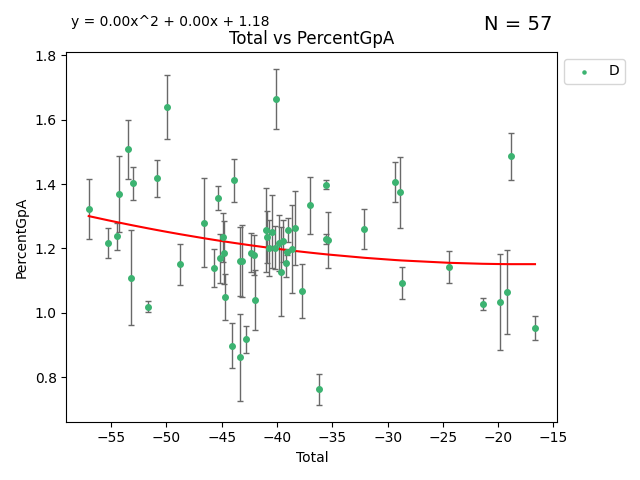 y = 0.00x^2 + 0.00x + 1.18
N = 57
Total vs PercentGpA
D
PercentGpA
1.8
1.6
1.4
1.2
1.0
0.8
−55 −50 −45 −40 −35 −30 −25 −20 −15
Total